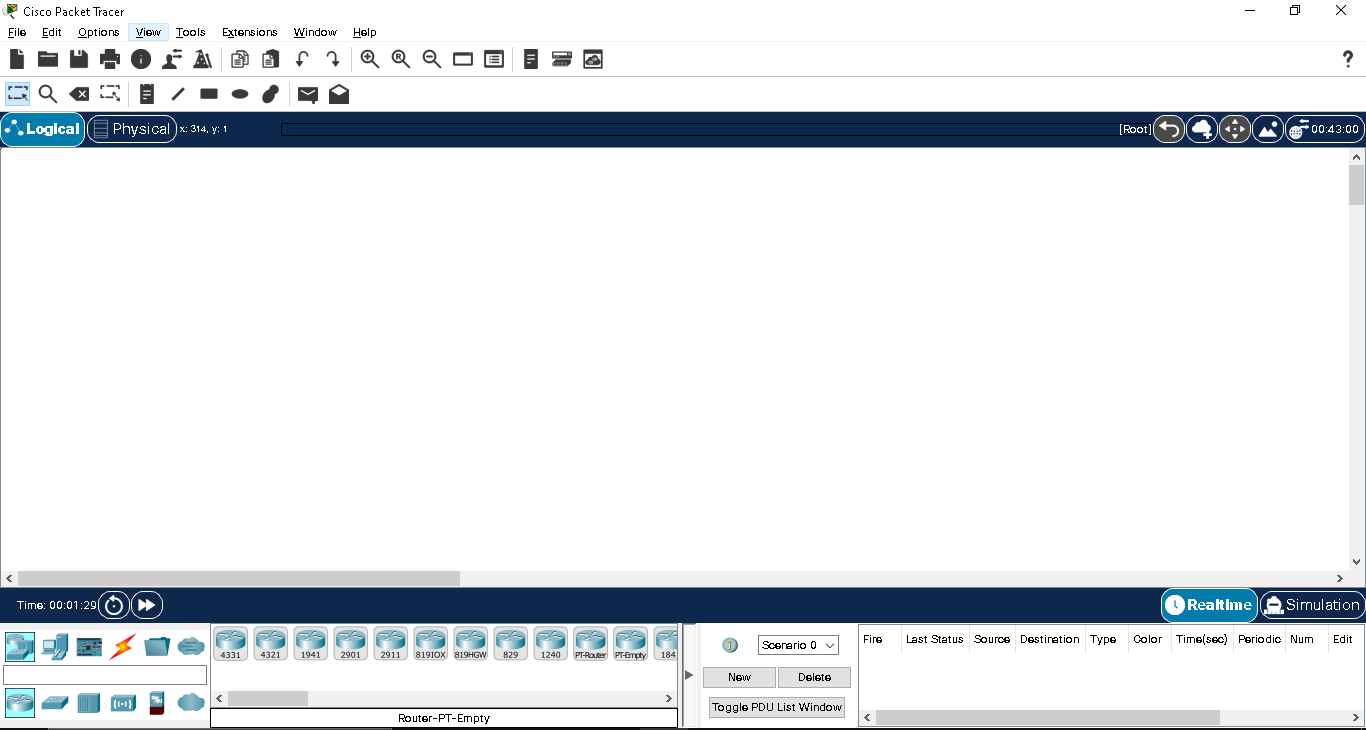 Cisco Packet Tracer
File Edit Options View Tools Extensions Window Help
Logical Physical x: 314, y: 1 [Root] 00:43:00
Time: 00:01:29 Realtime Simulation
4331 4321 1941 2901 2911 819IOX 819HGW 829 1240 PT-Router PT-Empty 184
Router-PT-Empty
Scenario 0
New Delete
Toggle PDU List Window
Fire Last Status Source Destination Type Color Time(sec) Periodic Num Edit